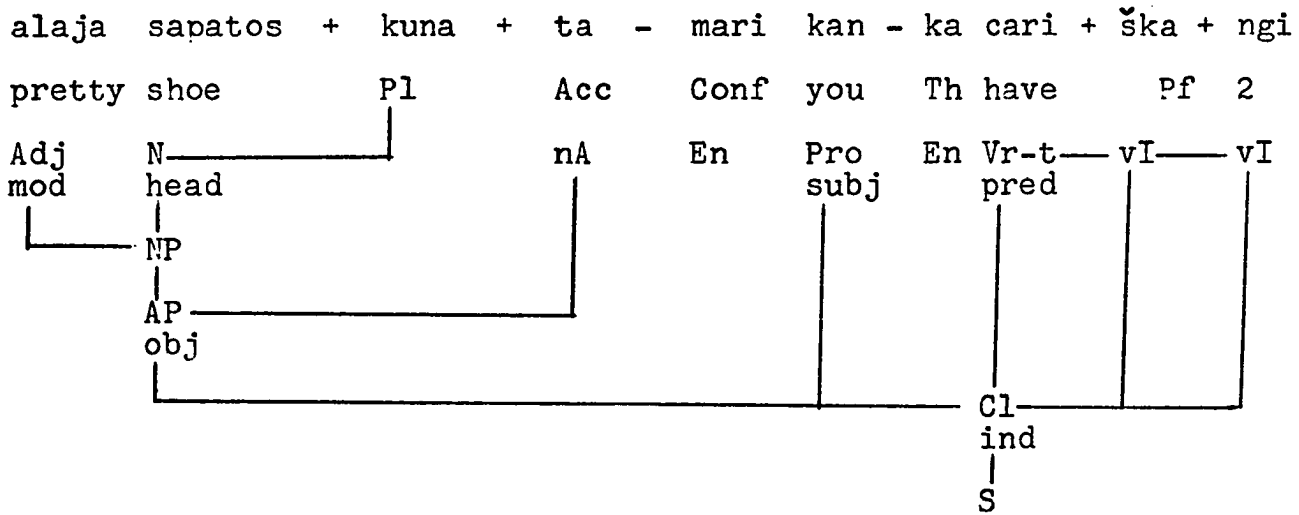 alaja sapatos + kuna + ta - mari kan - ka cari + ška + ngi
pretty shoe Pl Acc Conf you Th have Pf 2
Adj N nA En Pro En Vr-t vI vI
mod head subj pred
NP
AP
obj
Cl
ind
S